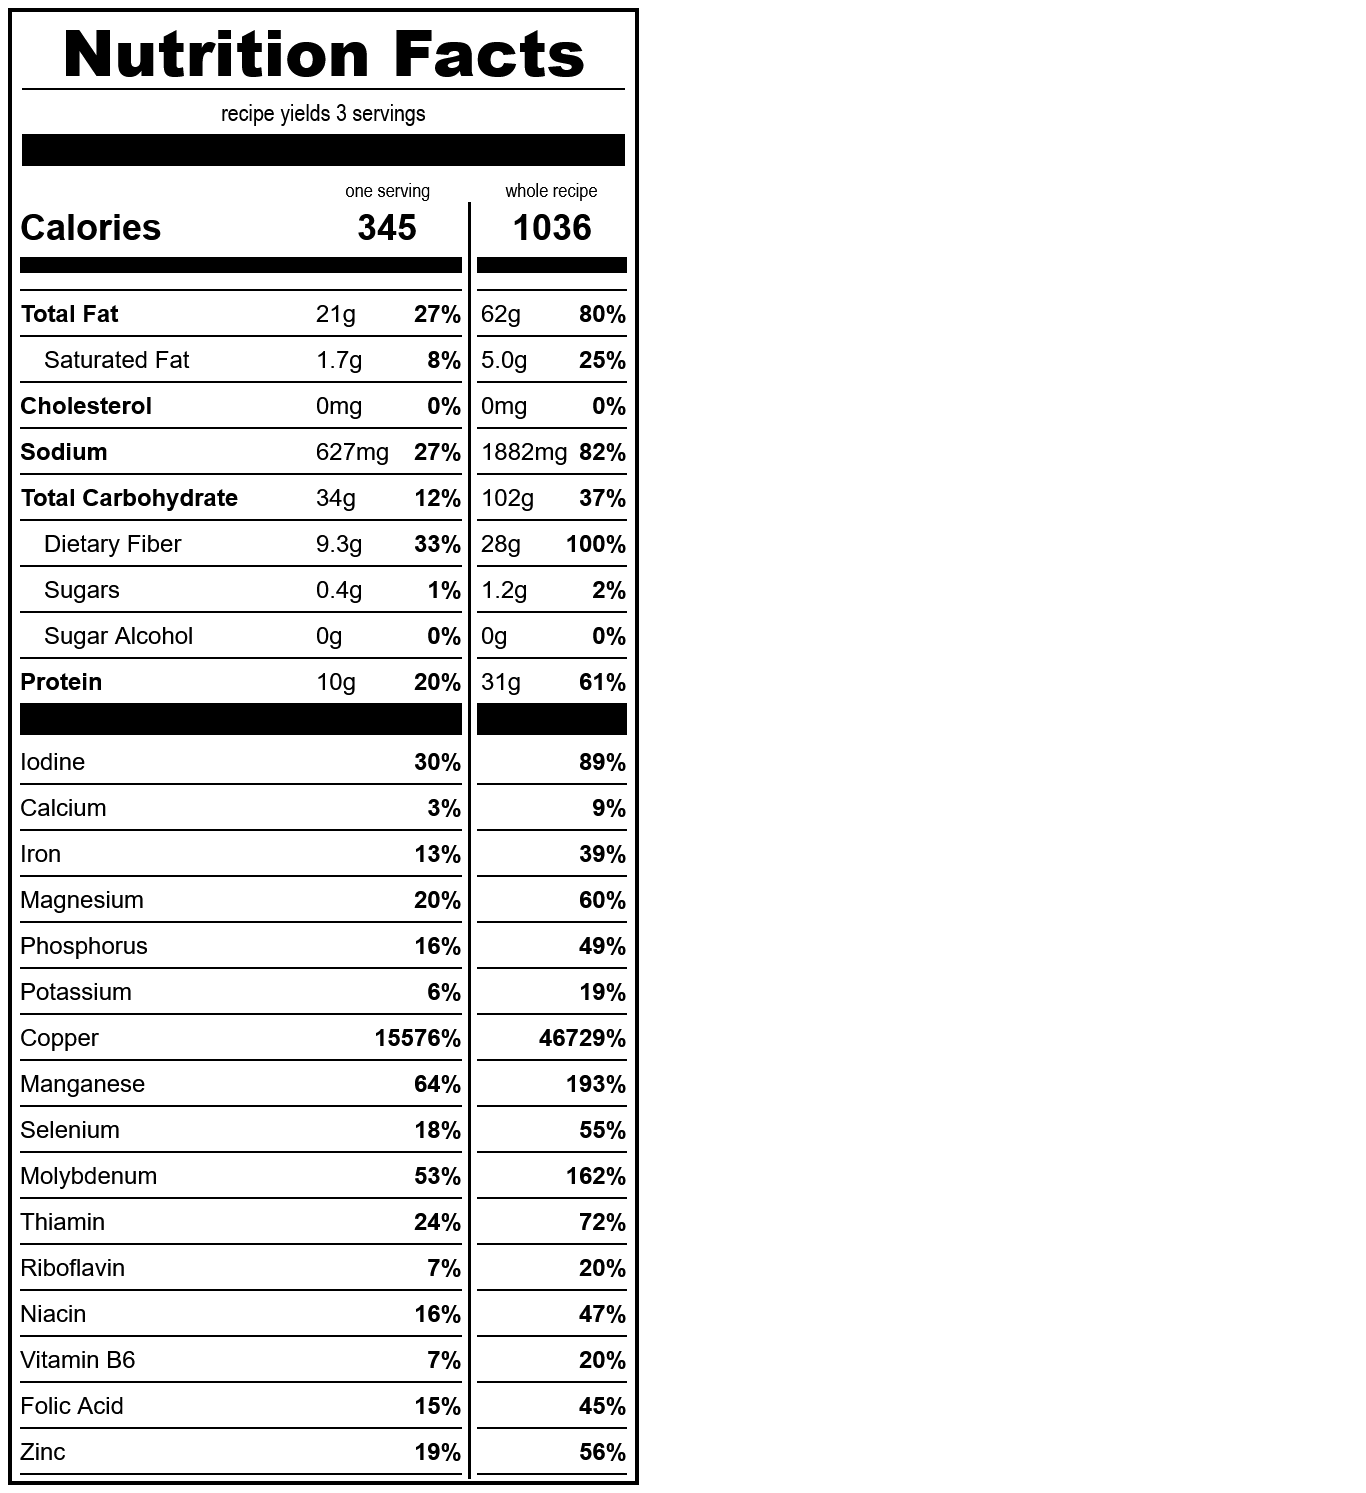 Nutrition Facts
recipe yields 3 servings
one serving whole recipe
Calories 345 1036
Total Fat 21g 27% 62g 80%
Saturated Fat 1.7g 8% 5.0g 25%
Cholesterol 0mg 0% 0mg 0%
Sodium 627mg 27% 1882mg 82%
Total Carbohydrate 34g 12% 102g 37%
Dietary Fiber 9.3g 33% 28g 100%
Sugars 0.4g 1% 1.2g 2%
Sugar Alcohol 0g 0% 0g 0%
Protein 10g 20% 31g 61%
Iodine 30% 89%
Calcium 3% 9%
Iron 13% 39%
Magnesium 20% 60%
Phosphorus 16% 49%
Potassium 6% 19%
Copper 15576% 46729%
Manganese 64% 193%
Selenium 18% 55%
Molybdenum 53% 162%
Thiamin 24% 72%
Riboflavin 7% 20%
Niacin 16% 47%
Vitamin B6 7% 20%
Folic Acid 15% 45%
Zinc 19% 56%